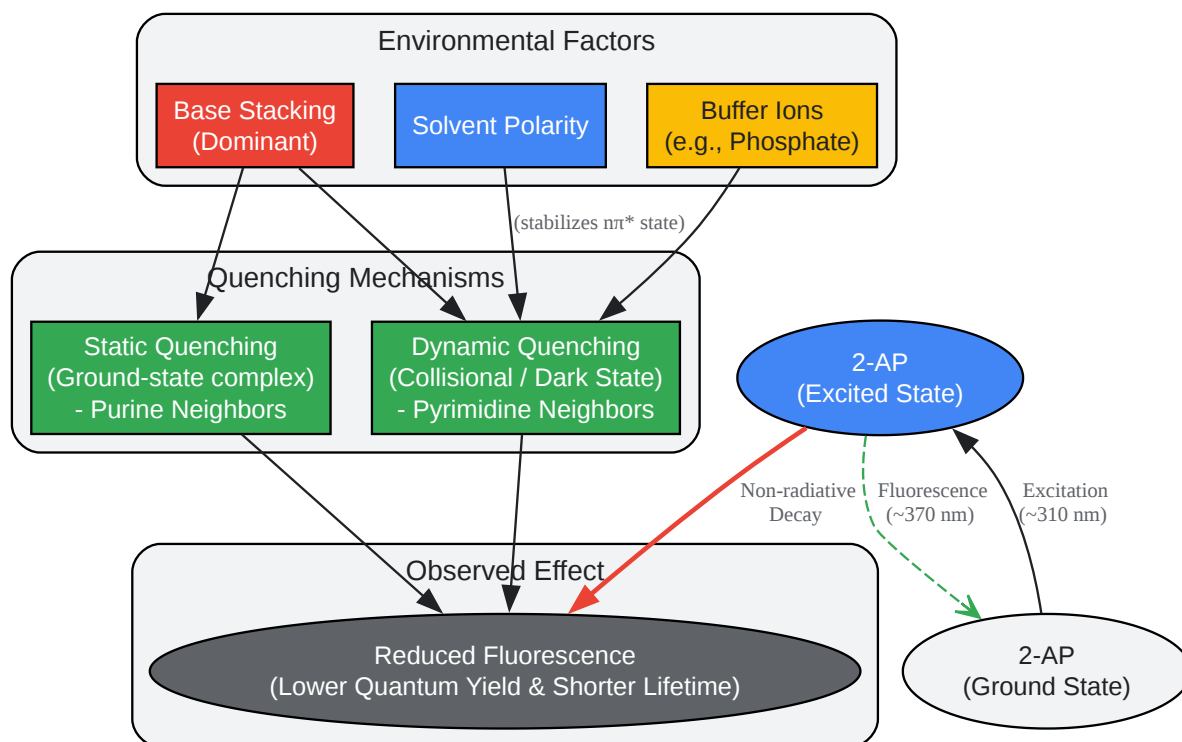 Environmental Factors
Base Stacking
(Dominant)
Solvent Polarity
Buffer Ions
(e.g., Phosphate)
(stabilizes nπ* state)
Quenching Mechanisms
Static Quenching
(Ground-state complex)
- Purine Neighbors
Dynamic Quenching
(Collisional / Dark State)
- Pyrimidine Neighbors
2-AP
(Excited State)
Non-radiative
Decay
Fluorescence
(~370 nm)
Excitation
(~310 nm)
Observed Effect
Reduced Fluorescence
(Lower Quantum Yield & Shorter Lifetime)
2-AP
(Ground State)